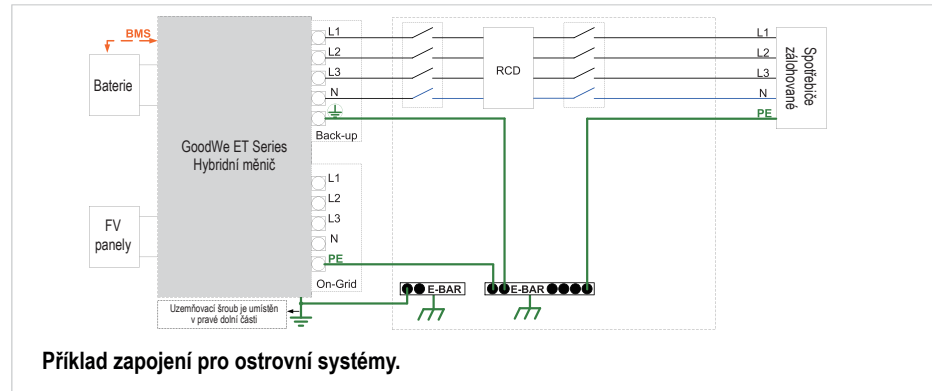 BMS
Baterie
FV
panely
GoodWe ET Series
Hybridní měnič
L1
L2
L3
N
Back-up
L1
L2
L3
N
PE
On-Grid
RCD
L1
L2
L3
N
PE
Spotřebiče
zálohované
E-BAR
E-BAR
Uzemňovací šroub je umístěn
v pravé dolní části
Příklad zapojení pro ostrovní systémy.